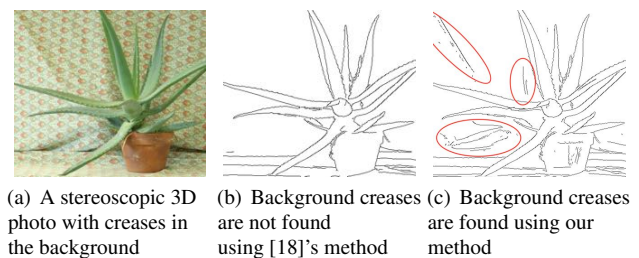 (a) A stereoscopic 3D
photo with creases in
the background
(b) Background creases
are not found
using [18]'s method
(c) Background creases
are found using our
method